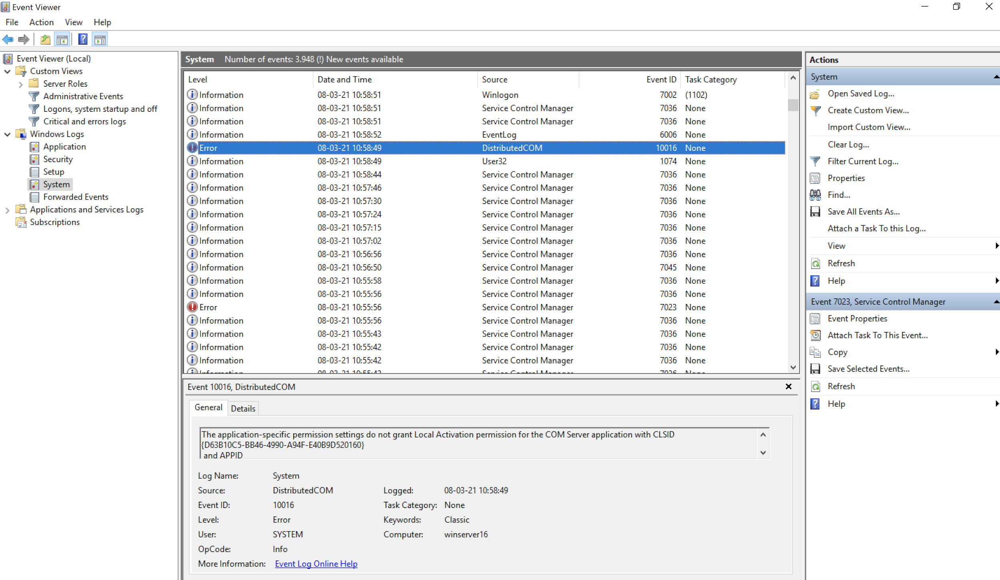 Event Viewer
File Action View Help
Event Viewer (Local)
Custom Views
Server Roles
Administrative Events
Logons, system startup and off
Critical and errors logs
Windows Logs
Application
Security
Setup
System
Forwarded Events
Applications and Services Logs
Subscriptions
System Number of events: 3.948 (!) New events available
Level Date and Time Source Event ID Task Category
Information 08-03-21 10:58:51 Winlogon 7002 (1102)
Information 08-03-21 10:58:51 Service Control Manager 7036 None
Information 08-03-21 10:58:51 Service Control Manager 7036 None
Information 08-03-21 10:58:52 EventLog 6006 None
Error 08-03-21 10:58:49 DistributedCOM 10016 None
Information 08-03-21 10:58:49 User32 1074 None
Information 08-03-21 10:58:44 Service Control Manager 7036 None
Information 08-03-21 10:57:46 Service Control Manager 7036 None
Information 08-03-21 10:57:30 Service Control Manager 7036 None
Information 08-03-21 10:57:24 Service Control Manager 7036 None
Information 08-03-21 10:57:15 Service Control Manager 7036 None
Information 08-03-21 10:57:02 Service Control Manager 7036 None
Information 08-03-21 10:56:56 Service Control Manager 7036 None
Information 08-03-21 10:56:50 Service Control Manager 7045 None
Information 08-03-21 10:55:58 Service Control Manager 7036 None
Information 08-03-21 10:55:56 Service Control Manager 7036 None
Error 08-03-21 10:55:56 Service Control Manager 7023 None
Information 08-03-21 10:55:56 Service Control Manager 7036 None
Information 08-03-21 10:55:43 Service Control Manager 7036 None
Information 08-03-21 10:55:42 Service Control Manager 7036 None
Information 08-03-21 10:55:42 Service Control Manager 7036 None
Event 10016, DistributedCOM
General Details
The application-specific permission settings do not grant Local Activation permission for the COM Server application with CLSID
{D63B10C5-BB46-4990-A94F-E40B9D520160}
and APPID
Log Name: System
Source: DistributedCOM Logged: 08-03-21 10:58:49
Event ID: 10016 Task Category: None
Level: Error Keywords: Classic
User: SYSTEM Computer: winserver16
OpCode: Info
More Information: Event Log Online Help
Actions
System
Open Saved Log...
Create Custom View...
Import Custom View...
Clear Log...
Filter Current Log...
Properties
Find...
Save All Events As...
Attach a Task To this Log...
View
Refresh
Help
Event 7023, Service Control Manager
Event Properties
Attach Task To This Event...
Copy
Save Selected Events...
Refresh
Help